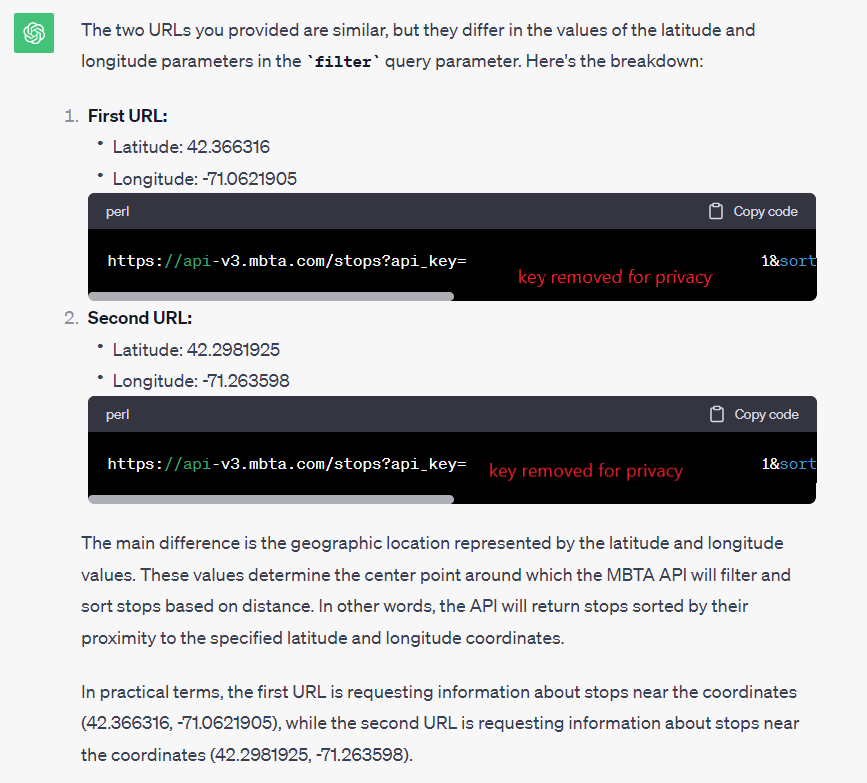 The two URLs you provided are similar, but they differ in the values of the latitude and
longitude parameters in the `filter` query parameter. Here's the breakdown:
1. First URL:
• Latitude: 42.366316
• Longitude: -71.0621905
perl Copy code
https://api-v3.mbta.com/stops?api_key= key removed for privacy 1&sort
2. Second URL:
• Latitude: 42.2981925
• Longitude: -71.263598
perl Copy code
https://api-v3.mbta.com/stops?api_key= key removed for privacy 1&sort
The main difference is the geographic location represented by the latitude and longitude
values. These values determine the center point around which the MBTA API will filter and
sort stops based on distance. In other words, the API will return stops sorted by their
proximity to the specified latitude and longitude coordinates.
In practical terms, the first URL is requesting information about stops near the coordinates
(42.366316, -71.0621905), while the second URL is requesting information about stops near
the coordinates (42.2981925, -71.263598).